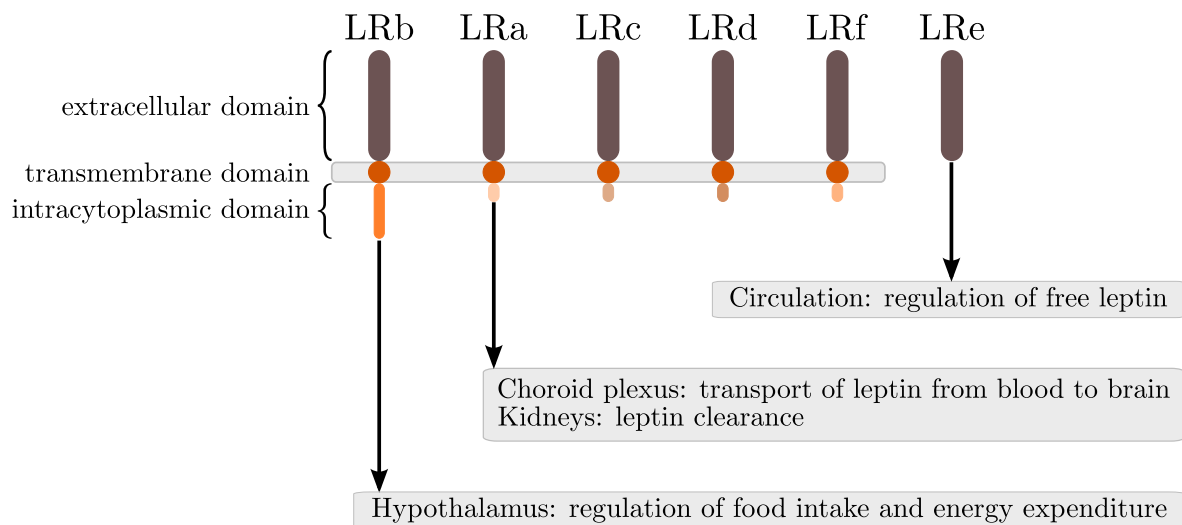 LRb LRa LRc LRd LRf LRe
extracellular domain
transmembrane domain
intracytoplasmic domain
Circulation: regulation of free leptin
Choroid plexus: transport of leptin from blood to brain
Kidneys: leptin clearance
Hypothalamus: regulation of food intake and energy expenditure